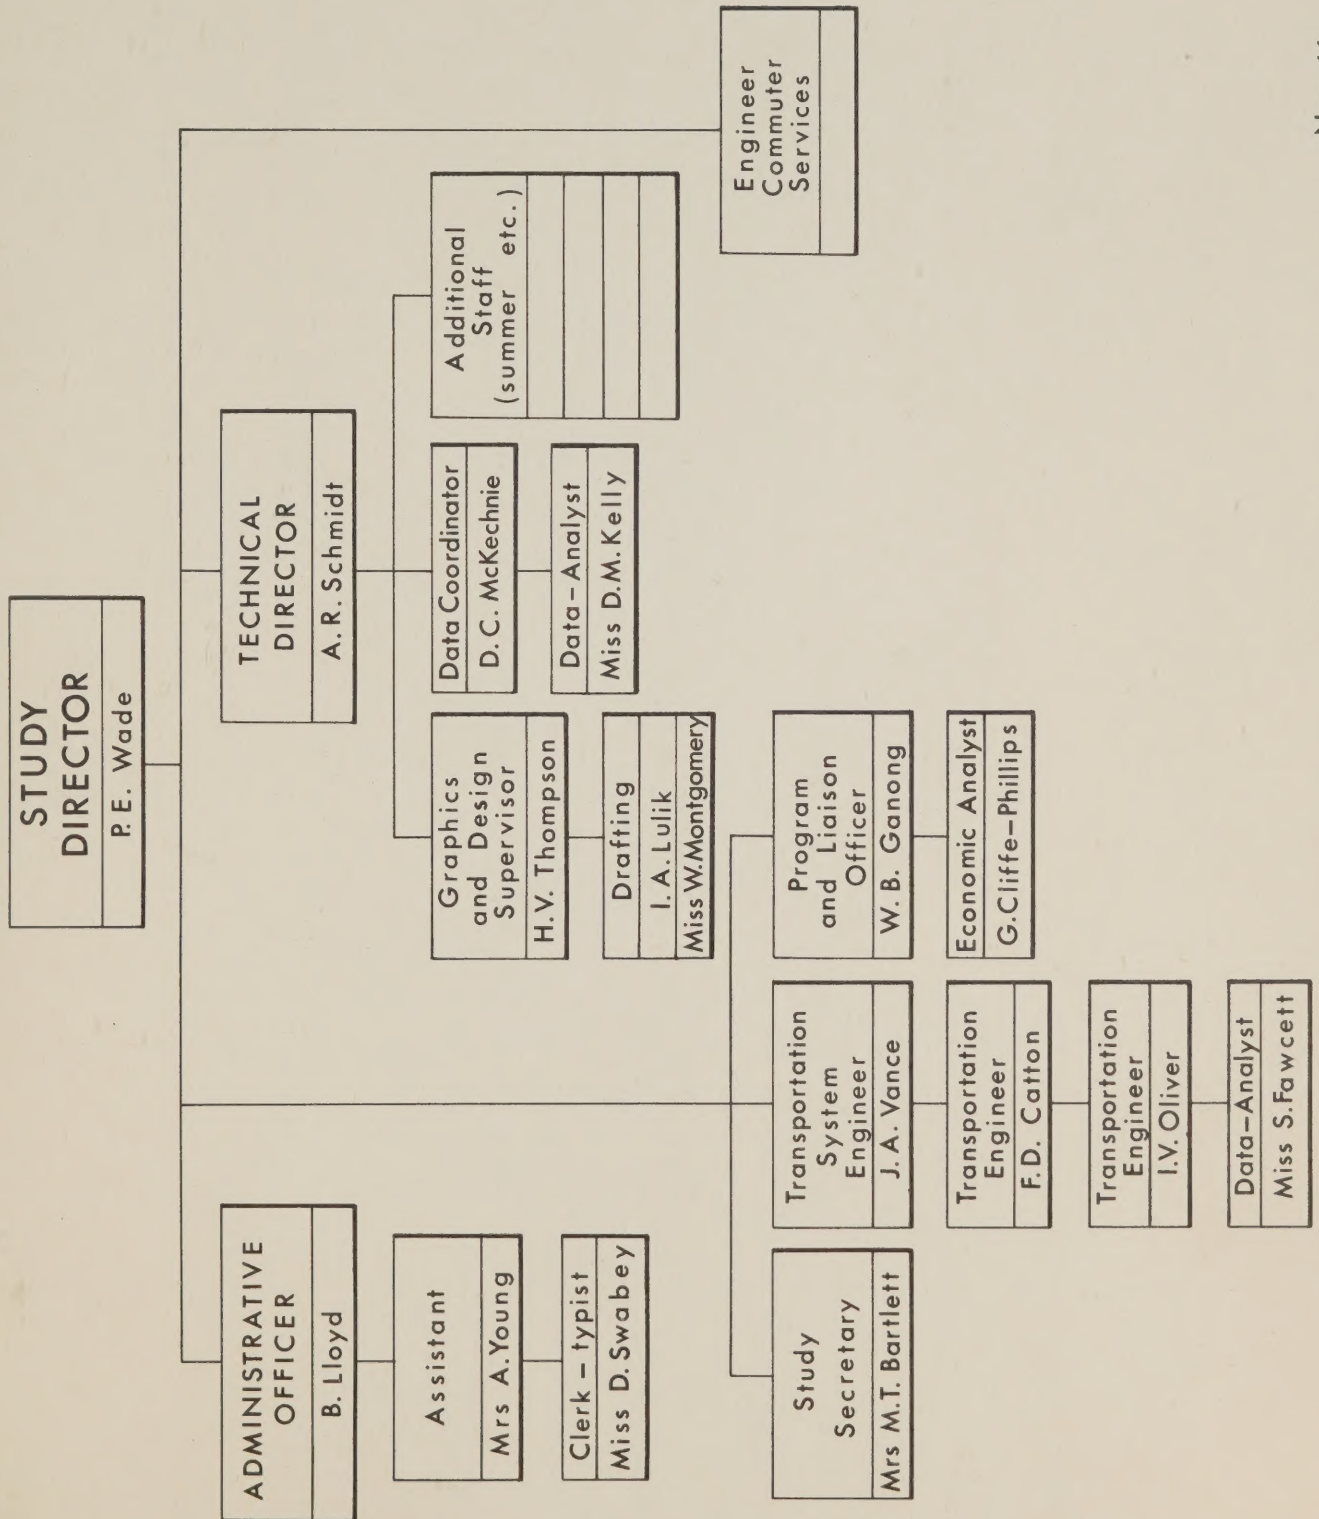 STUDY
DIRECTOR
P.E. Wade
ADMINISTRATIVE
OFFICER
B. Lloyd
Assistant
Mrs A.Young
Clerk – typist
Miss D. Swabey
TECHNICAL
DIRECTOR
A.R. Schmidt
Graphics
and Design
Supervisor
H.V. Thompson
Drafting
I. A. Lulik
Miss W.Montgomery
Data Coordinator
D.C. McKechnie
Data–Analyst
Miss D.M.Kelly
Additional
Staff
(summer etc.)
Engineer
Commuter
Services
Study
Secretary
Mrs M.T. Bartlett
Transportation
System
Engineer
J. A. Vance
Transportation
Engineer
F.D. Catton
Transportation
Engineer
I.V. Oliver
Data–Analyst
Miss S.Fawcett
Program
and Liaison
Officer
W. B. Ganong
Economic Analyst
G.Cliffe–Phillips